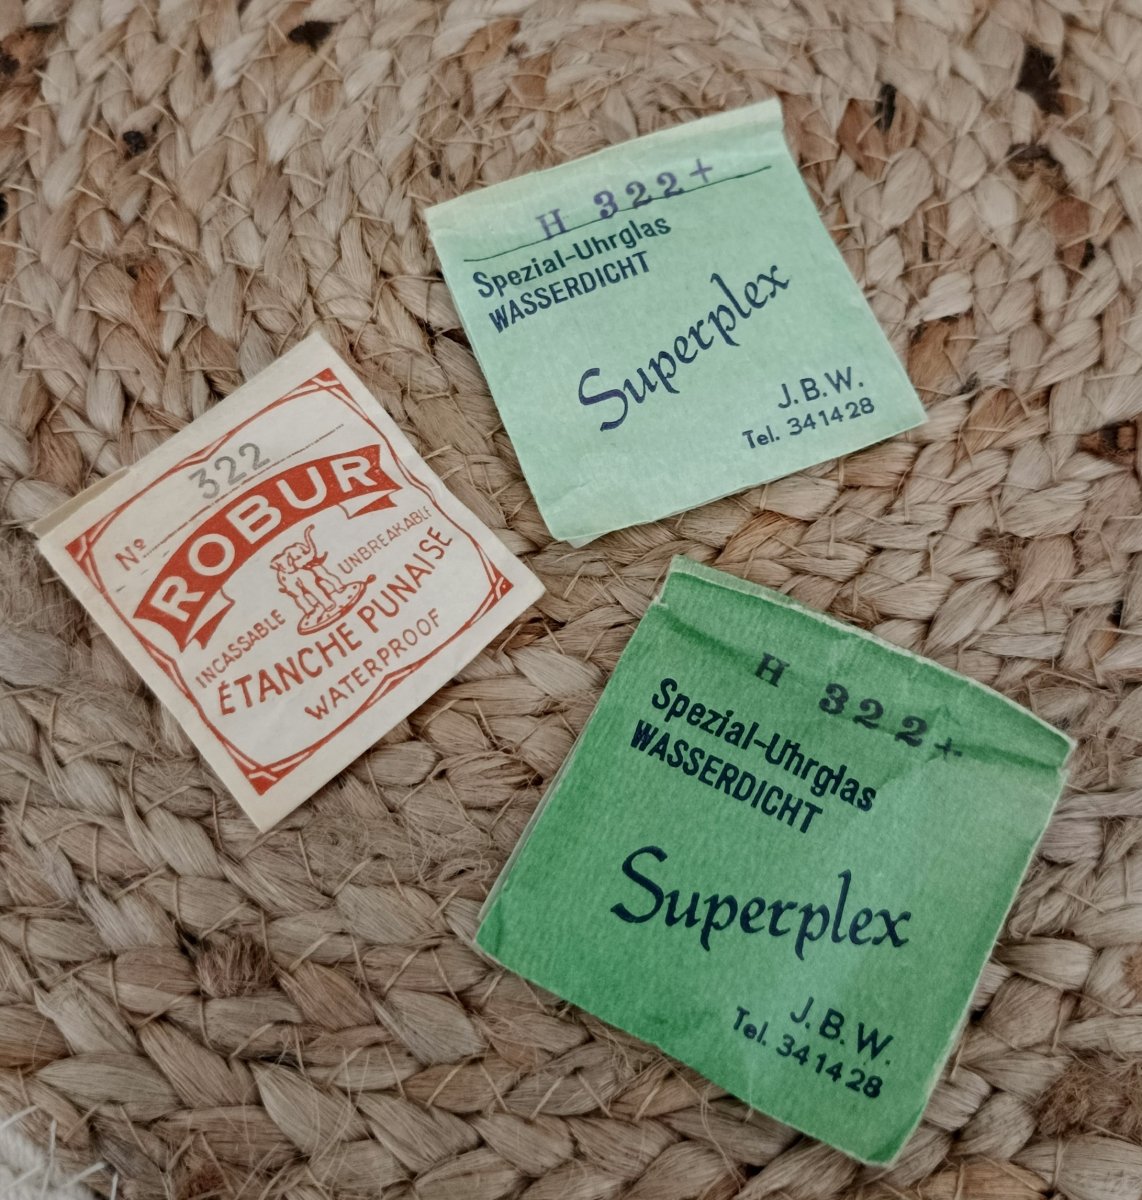 H 322+
Spezial-Uhrglas
WASSERDICHT
Superplex
J.B.W.
Tel. 341428
Nº 322
ROBUR
INCASSABLE UNBREAKABLE
ÉTANCHE PUNAISE
WATERPROOF
H 322+
Spezial-Uhrglas
WASSERDICHT
Superplex
J.B.W.
Tel. 341428